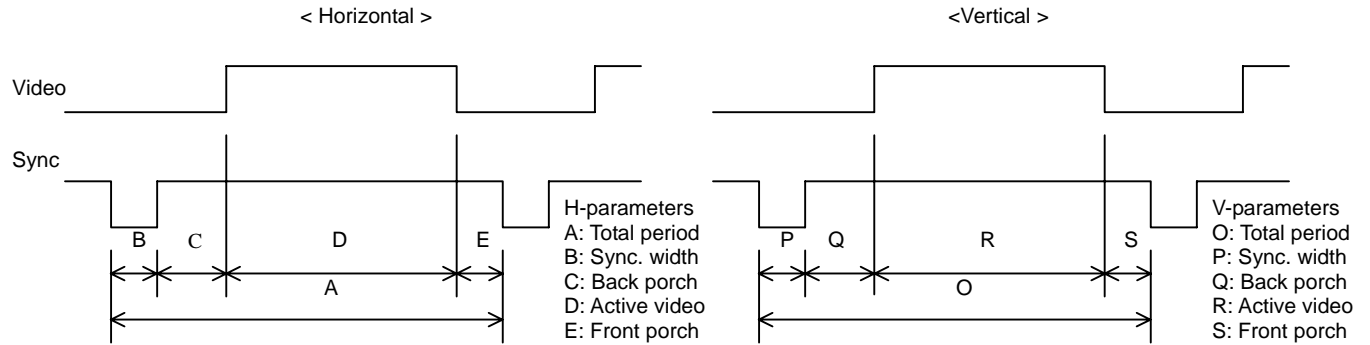 < Horizontal >
<Vertical >
Video
Sync
B
C
D
E
A
H-parameters
A: Total period
B: Sync. width
C: Back porch
D: Active video
E: Front porch
P
Q
R
S
O
V-parameters
O: Total period
P: Sync. width
Q: Back porch
R: Active video
S: Front porch